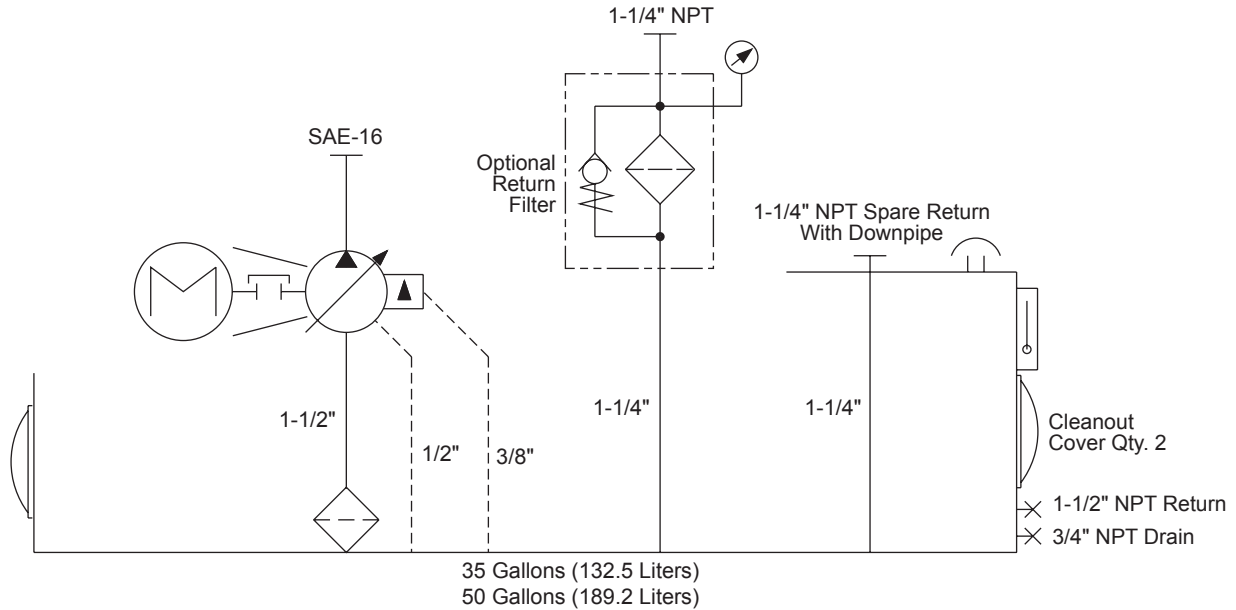 1-1/4" NPT
SAE-16
Optional
Return
Filter
1-1/4" NPT Spare Return
With Downpipe
M
1-1/2"
1/2"
3/8"
1-1/4"
1-1/4"
Cleanout
Cover Qty. 2
1-1/2" NPT Return
3/4" NPT Drain
35 Gallons (132.5 Liters)
50 Gallons (189.2 Liters)